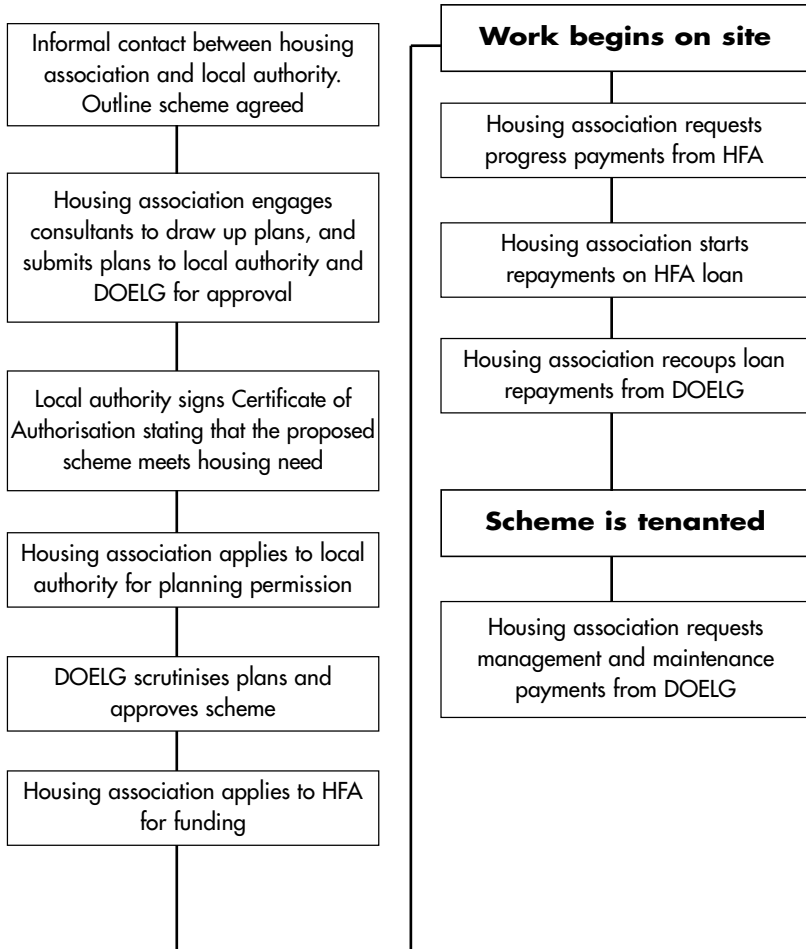 Informal contact between housing
association and local authority.
Outline scheme agreed
Housing association engages
consultants to draw up plans, and
submits plans to local authority and
DOELG for approval
Local authority signs Certificate of
Authorisation stating that the proposed
scheme meets housing need
Housing association applies to local
authority for planning permission
DOELG scrutinises plans and
approves scheme
Housing association applies to HFA
for funding
Work begins on site
Housing association requests
progress payments from HFA
Housing association starts
repayments on HFA loan
Housing association recoups loan
repayments from DOELG
Scheme is tenanted
Housing association requests
management and maintenance
payments from DOELG